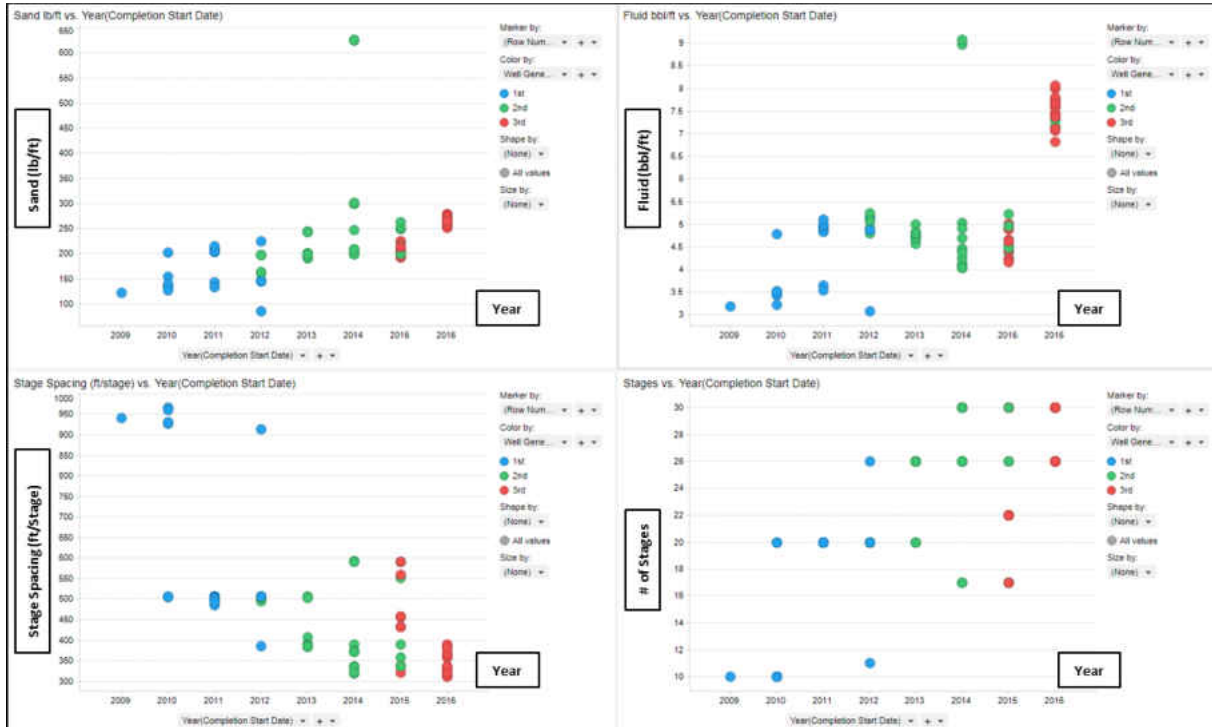 Sand lb/ft vs. Year(Completion Start Date)
650
600
550
500
450
400
350
300
250
200
150
100
Sand (lb/ft)
2009 2010 2011 2012 2013 2014 2015 2016
Year
Year(Completion Start Date) + 
Marker by:
(Row Num... +
Color by:
Well Gene... +
1st
2nd
3rd
Shape by:
(None)
All values
Size by:
(None)
Fluid bbl/ft vs. Year(Completion Start Date)
9
8.5
8
7.5
7
6.5
6
5.5
5
4.5
4
3.5
3
Fluid (bbl/ft)
2009 2010 2011 2012 2013 2014 2015 2016
Year
Year(Completion Start Date) +
Marker by:
(Row Num... +
Color by:
Well Gene... +
1st
2nd
3rd
Shape by:
(None)
All values
Size by:
(None)
Stage Spacing (ft/stage) vs. Year(Completion Start Date)
1000
950
900
850
800
750
700
650
600
550
500
450
400
350
300
Stage Spacing (ft/Stage)
2009 2010 2011 2012 2013 2014 2015 2016
Year
Year(Completion Start Date) +
Marker by:
(Row Num... +
Color by:
Well Gene... +
1st
2nd
3rd
Shape by:
(None)
All values
Size by:
(None)
Stages vs. Year(Completion Start Date)
30
28
26
24
22
20
18
16
14
12
10
# of Stages
2009 2010 2011 2012 2013 2014 2015 2016
Year
Year(Completion Start Date) +
Marker by:
(Row Num... +
Color by:
Well Gene... +
1st
2nd
3rd
Shape by:
(None)
All values
Size by:
(None)